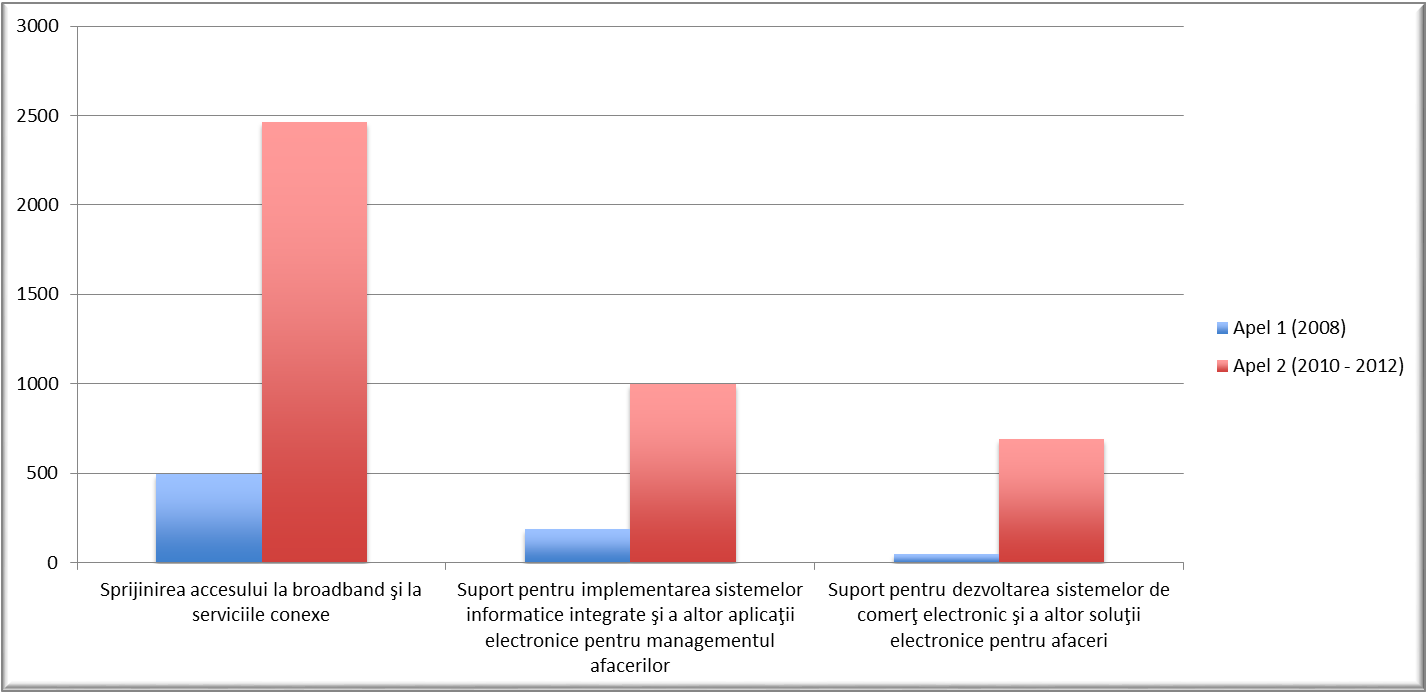 3000
2500
2000
1500
1000
500
0
Sprijinirea accesului la broadband şi la
serviciile conexe
Suport pentru implementarea sistemelor
informatice integrate şi a altor aplicaţii
electronice pentru managementul
afacerilor
Suport pentru dezvoltarea sistemelor de
comerţ electronic şi a altor soluţii
electronice pentru afaceri
Apel 1 (2008)
Apel 2 (2010 - 2012)